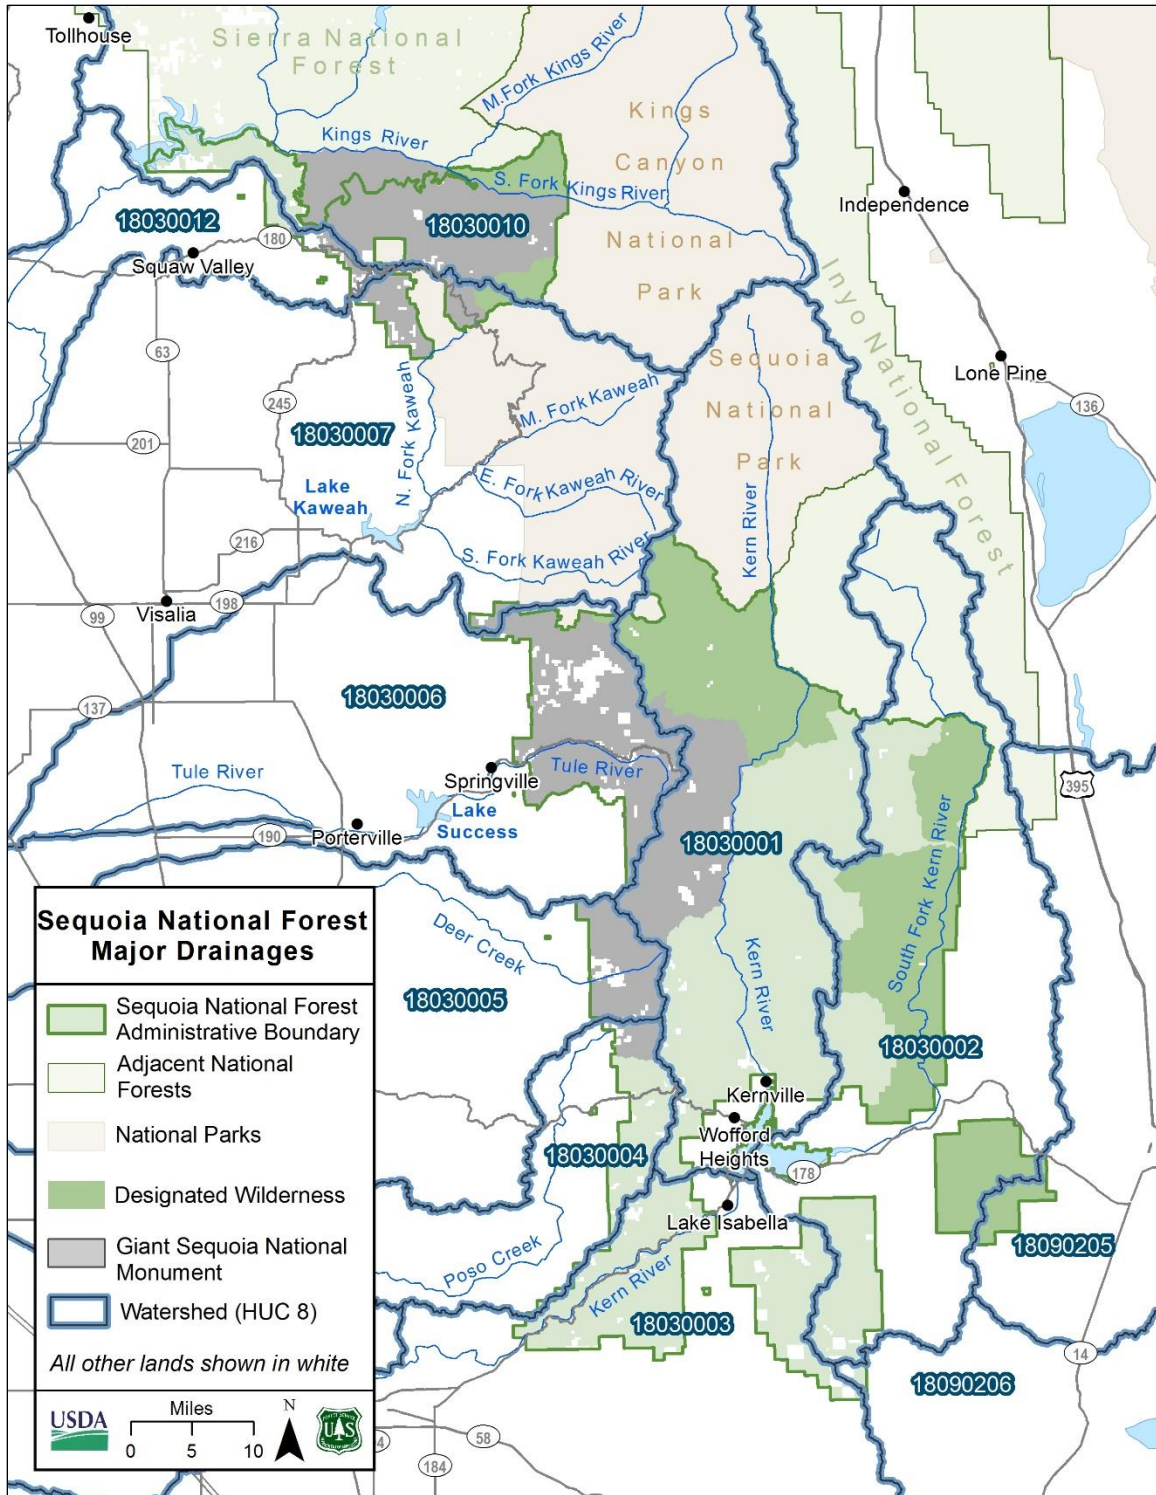 Tollhouse
Sierra National
Forest
M.Fork Kings River
Kings River
Kings
Canyon
National
Park
S. Fork Kings River
Independence
18030012
18030010
180
Squaw Valley
Inyo National Forest
63
Sequoia
National
Park
Lone Pine
136
245
201
18030007
N. Fork Kaweah
M. Fork Kaweah
E. Fork Kaweah River
Lake
Kaweah
Kern River
216
S. Fork Kaweah River
Visalia
198
99
18030006
137
Tule River
Springville
Tule River
Lake
Success
395
Porterville
190
18030001
South Fork Kern River
Deer Creek
Kern River
18030005
18030002
Kernville
Wofford
Heights
18030004
178
Lake Isabella
Poso Creek
Kern River
18030003
18090205
18090206
14
58
184
4
Sequoia National Forest
Major Drainages
Sequoia National Forest
Administrative Boundary
Adjacent National
Forests
National Parks
Designated Wilderness
Giant Sequoia National
Monument
Watershed (HUC 8)
All other lands shown in white
USDA
Miles
0 5 10
N
U S